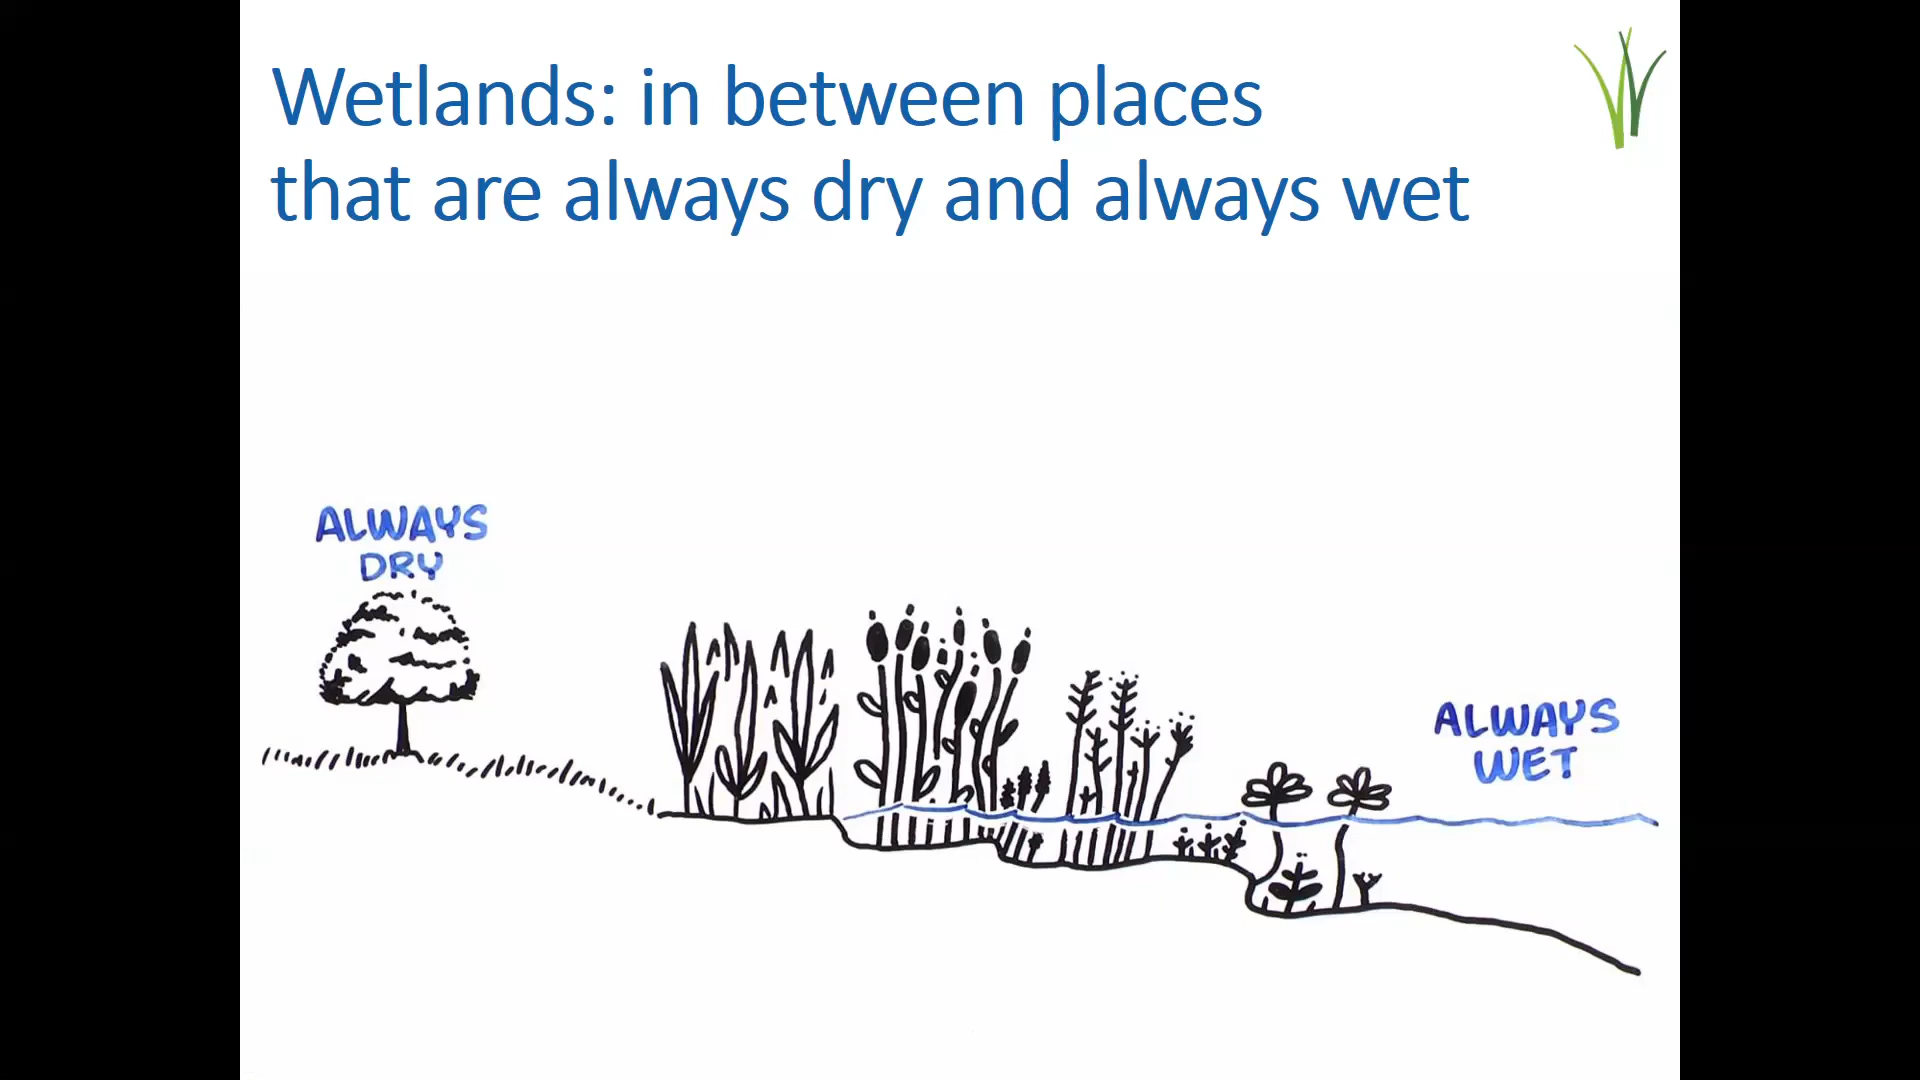 Wetlands: in between places
that are always dry and always wet
ALWAYS
DRY
ALWAYS
WET